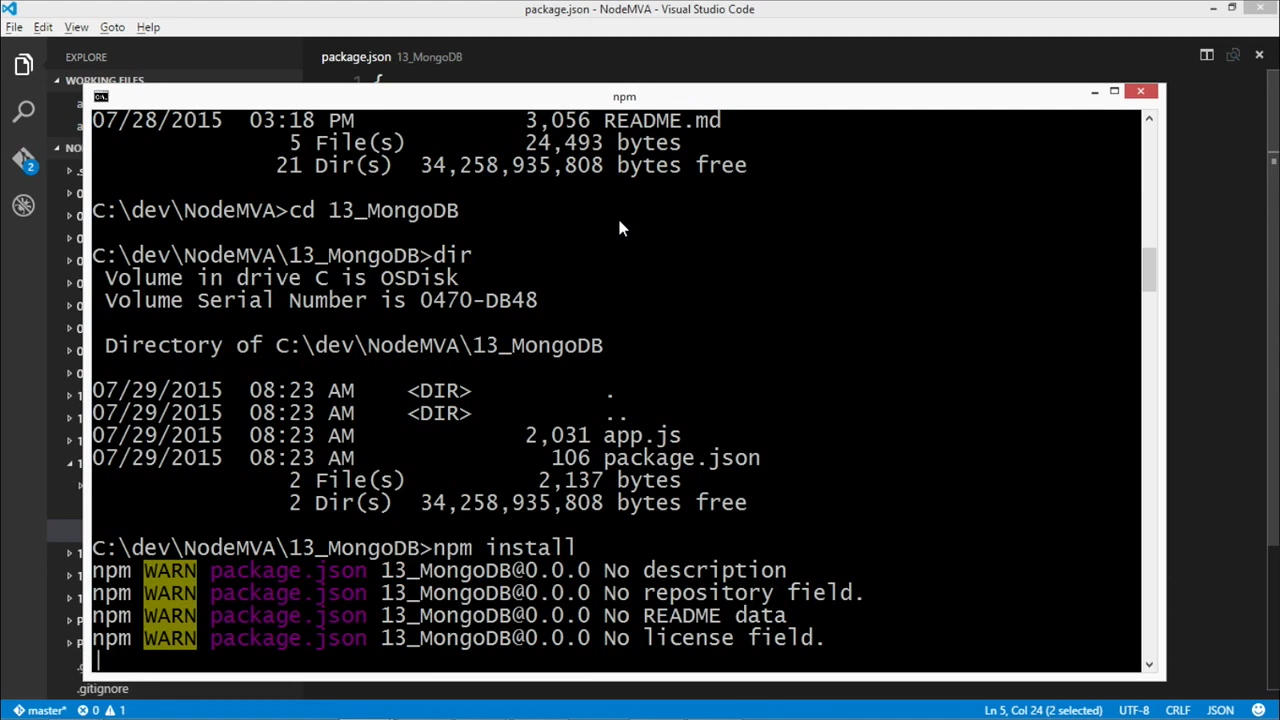 package.json - NodeMVA - Visual Studio Code
File Edit View Goto Help
EXPLORE
package.json 13_MongoDB
WORKING FILES
1 {
npm
07/28/2015 03:18 PM 3,056 README.md
5 File(s) 24,493 bytes
21 Dir(s) 34,258,935,808 bytes free
C:\dev\NodeMVA>cd 13_MongoDB
C:\dev\NodeMVA\13_MongoDB>dir
Volume in drive C is OSDisk
Volume Serial Number is 0470-DB48
Directory of C:\dev\NodeMVA\13_MongoDB
07/29/2015 08:23 AM <DIR> .
07/29/2015 08:23 AM <DIR> ..
07/29/2015 08:23 AM 2,031 app.js
07/29/2015 08:23 AM 106 package.json
2 File(s) 2,137 bytes
2 Dir(s) 34,258,935,808 bytes free
C:\dev\NodeMVA\13_MongoDB>npm install
npm WARN package.json 13_MongoDB@0.0.0 No description
npm WARN package.json 13_MongoDB@0.0.0 No repository field.
npm WARN package.json 13_MongoDB@0.0.0 No README data
npm WARN package.json 13_MongoDB@0.0.0 No license field.
.gitignore
2
master* 0 1 Ln 5, Col 24 (2 selected) UTF-8 CRLF JSON